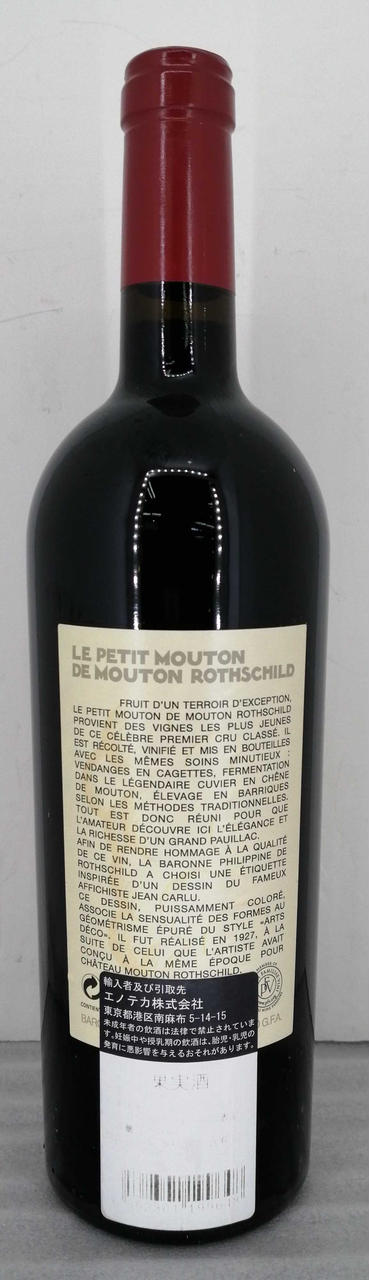 LE PETIT MOUTON
DE MOUTON ROTHSCHILD
FRUIT D'UN TERROIR D'EXCEPTION,
LE PETIT MOUTON DE MOUTON ROTHSCHILD
PROVIENT DES VIGNES LES PLUS JEUNES
DE CE CÉLÈBRE PREMIER CRU CLASSÉ. IL
EST RÉCOLTÉ, VINIFIÉ ET MIS EN BOUTEILLES
AVEC LES MÊMES SOINS MINUTIEUX :
VENDANGES EN CAGETTES, FERMENTATION
DANS LE LÉGENDAIRE CUVIER EN CHÊNE
DE MOUTON, ÉLEVAGE EN BARRIQUES
SELON LES MÉTHODES TRADITIONNELLES.
TOUT EST DONC RÉUNI POUR QUE
L'AMATEUR DÉCOUVRE ICI L'ÉLÉGANCE ET
LA RICHESSE D'UN GRAND PAUILLAC.
AFIN DE RENDRE HOMMAGE À LA QUALITÉ
DE CE VIN, LA BARONNE PHILIPPINE DE
ROTHSCHILD A CHOISI UNE ÉTIQUETTE
INSPIRÉE D'UN DESSIN DU FAMEUX
AFFICHISTE JEAN CARLU.
CE DESSIN, PUISSAMMENT COLORÉ,
ASSOCIE LA SENSUALITÉ DES FORMES AU
GÉOMÉTRISME ÉPURÉ DU STYLE «ARTS
DÉCO». IL FUT RÉALISÉ EN 1927, À LA
SUITE DE CELUI QUE L'ARTISTE AVAIT
CONÇU À LA MÊME ÉPOQUE POUR
CHÂTEAU MOUTON ROTHSCHILD.
輸入者及び引取先
エノテカ株式会社
東京都港区南麻布 5-14-15
未成年者の飲酒は法律で禁止されていま
す。妊娠中や授乳期の飲酒は、胎児・乳児の
発育に悪影響を与えるおそれがあります。
G.F.A.
果実酒